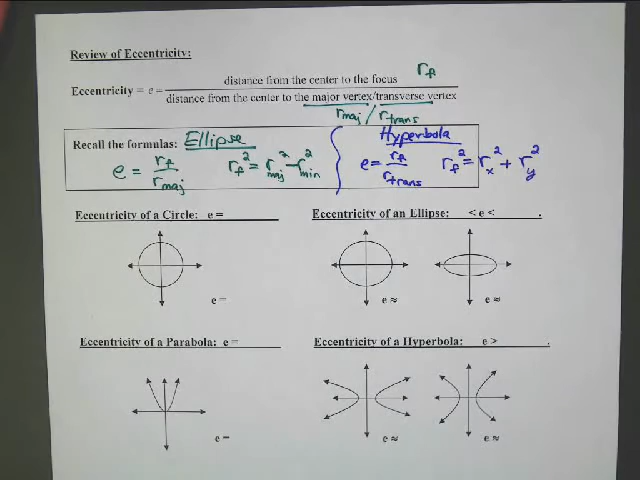 Review of Eccentricity:
distance from the center to the focus r_f
Eccentricity = e =
distance from the center to the major vertex/transverse vertex
r_maj / r_trans
Recall the formulas: Ellipse Hyperbola
e = r_f / r_maj r_f² = r_maj² - r_min² e = r_f / r_trans r_f² = r_x² + r_y²
Eccentricity of a Circle: e = Eccentricity of an Ellipse: < e < .
e = e ≈ e ≈
Eccentricity of a Parabola: e = Eccentricity of a Hyperbola: e > .
e = e ≈ e ≈